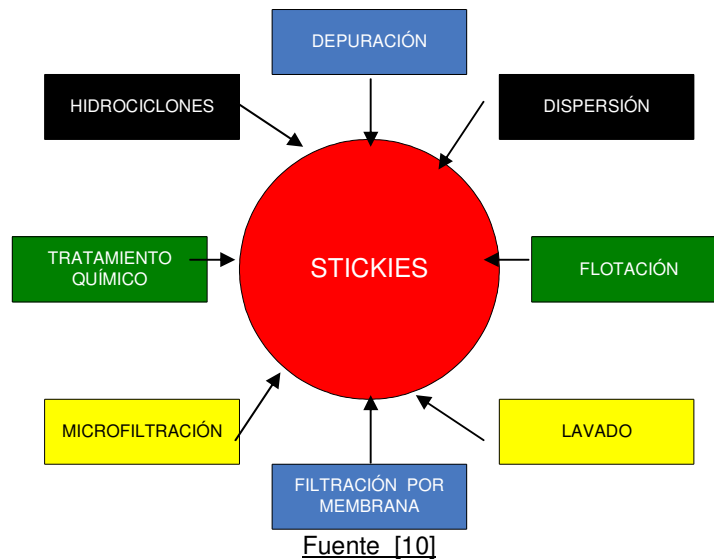 DEPURACIÓN
HIDROCICLONES
DISPERSIÓN
TRATAMIENTO
QUÍMICO
STICKIES
FLOTACIÓN
MICROFILTRACIÓN
LAVADO
FILTRACIÓN POR
MEMBRANA
Fuente [10]